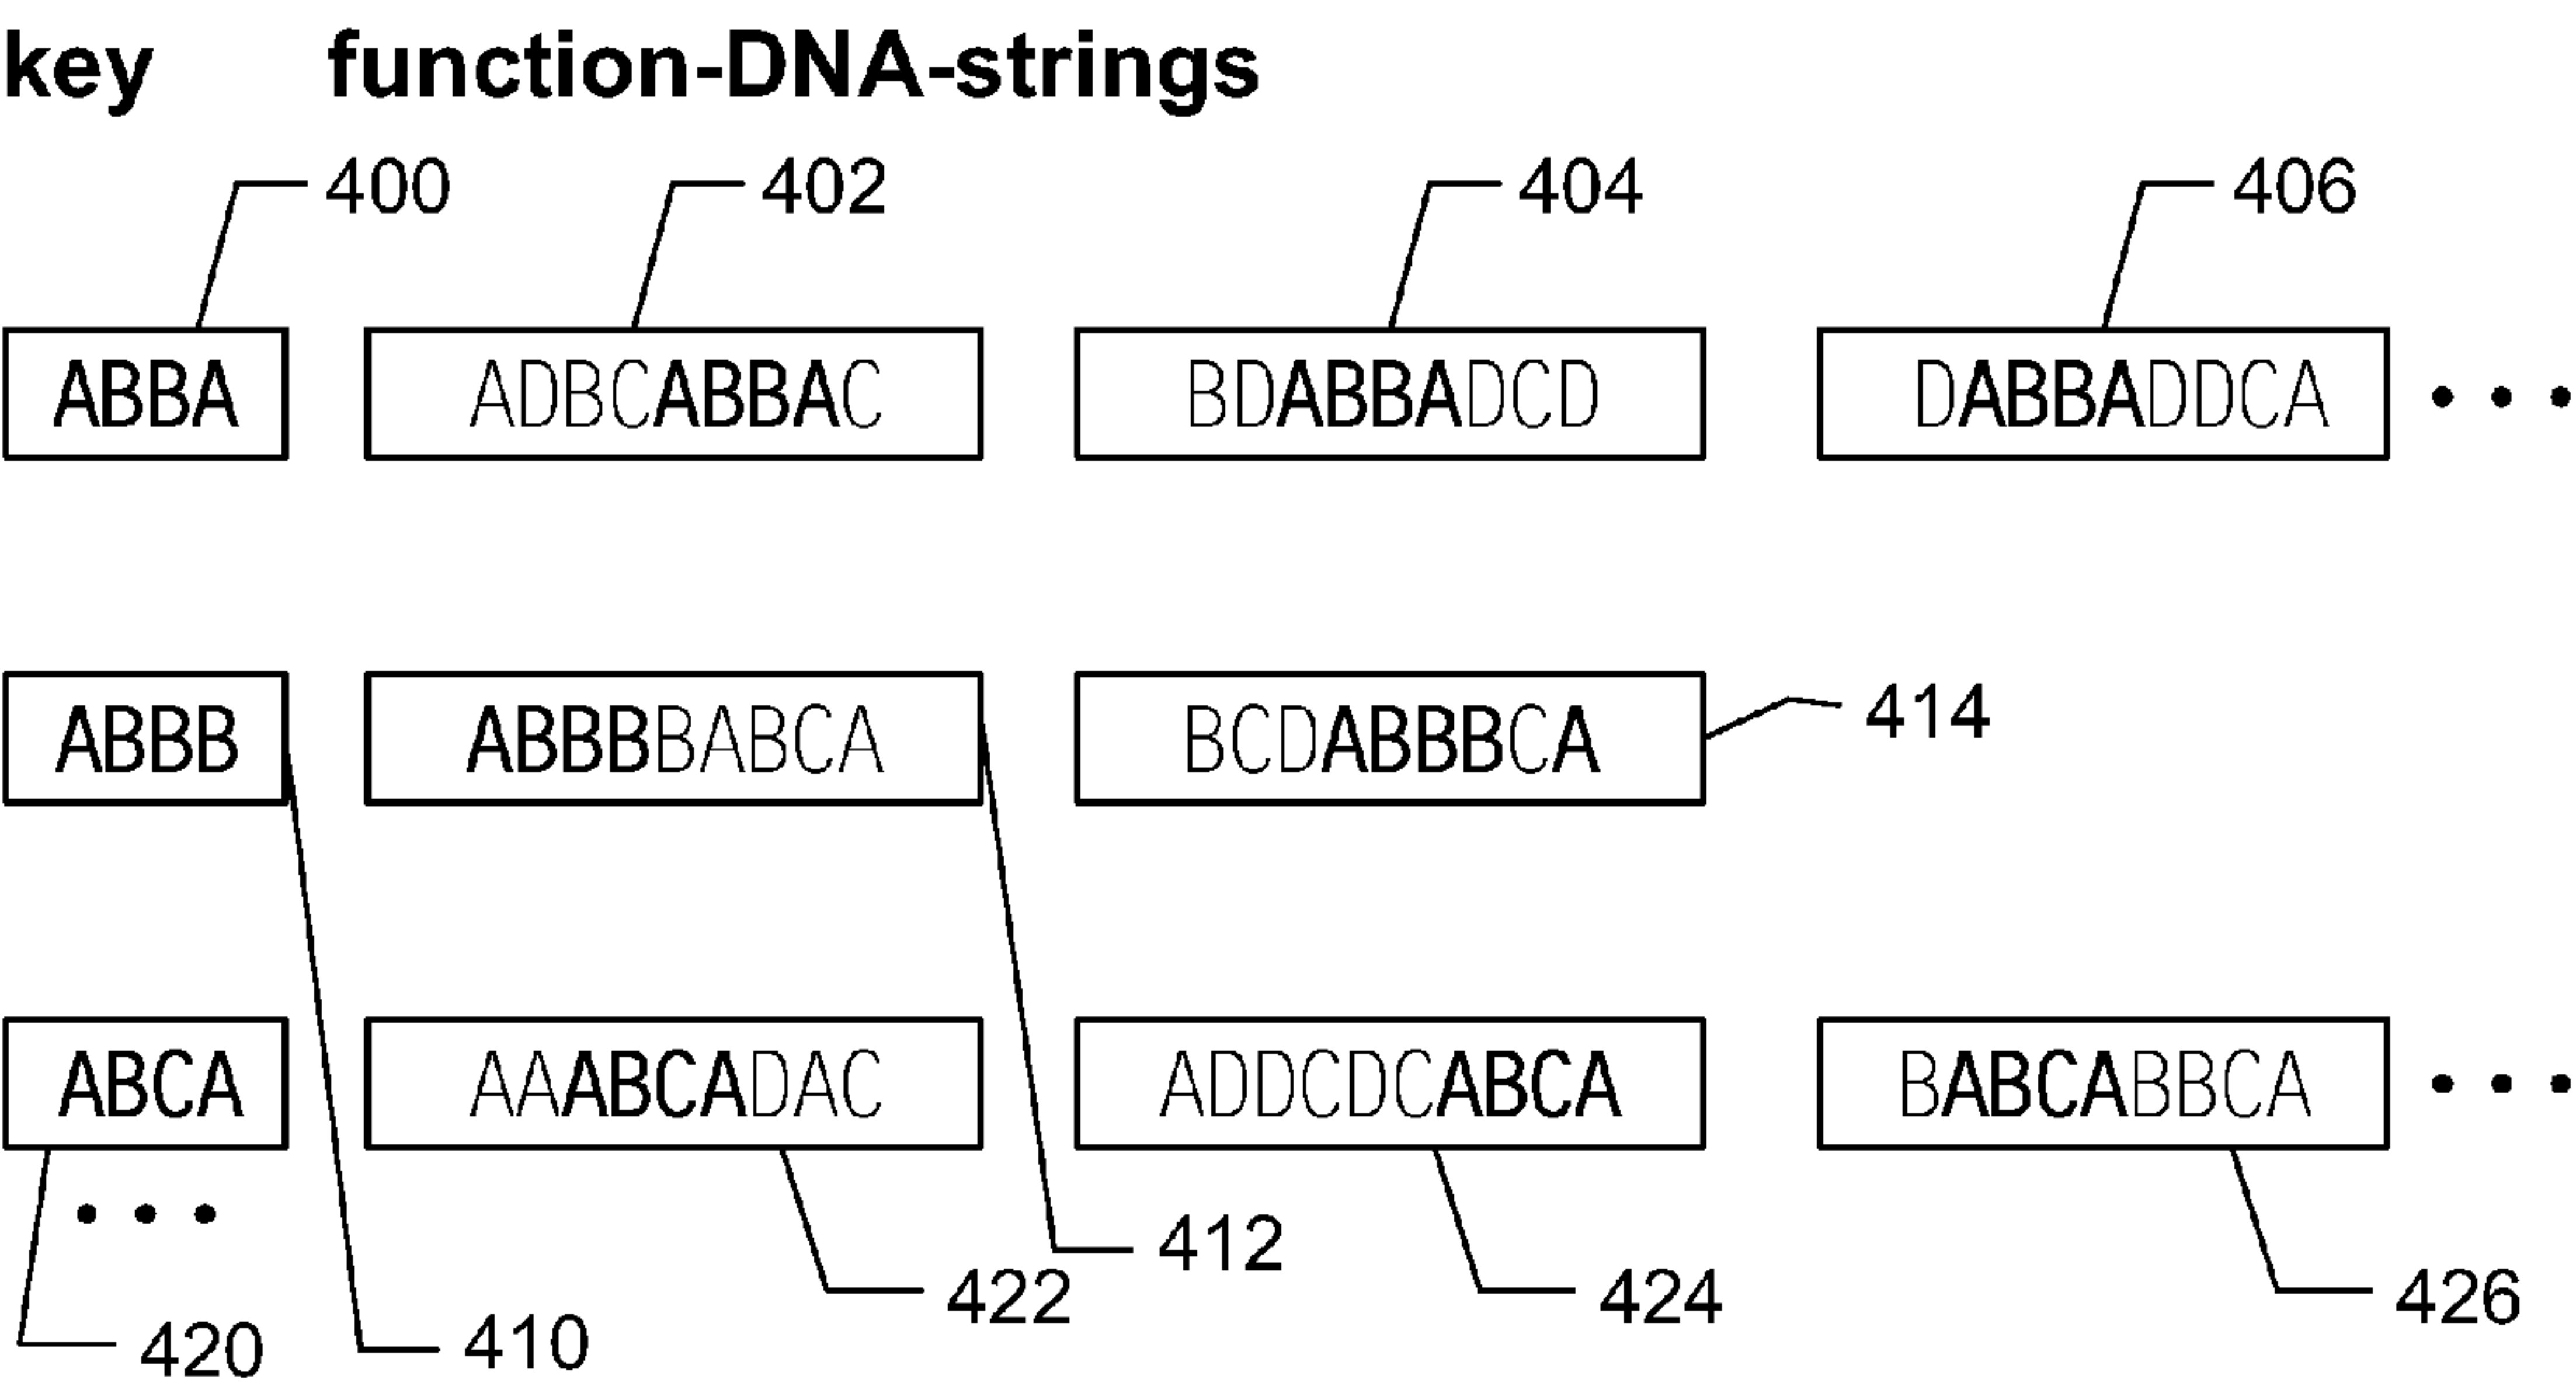 key function-DNA-strings
400 402 404 406
ABBA ADBCABBAC BDABBADCD DABBADDCA • • •
ABBB ABBBBABCA BCDABBBCA 414
ABCA AAABCADAC ADDCDCABCA BABCABBCA • • •
• • •
412
422 424 426
420 410